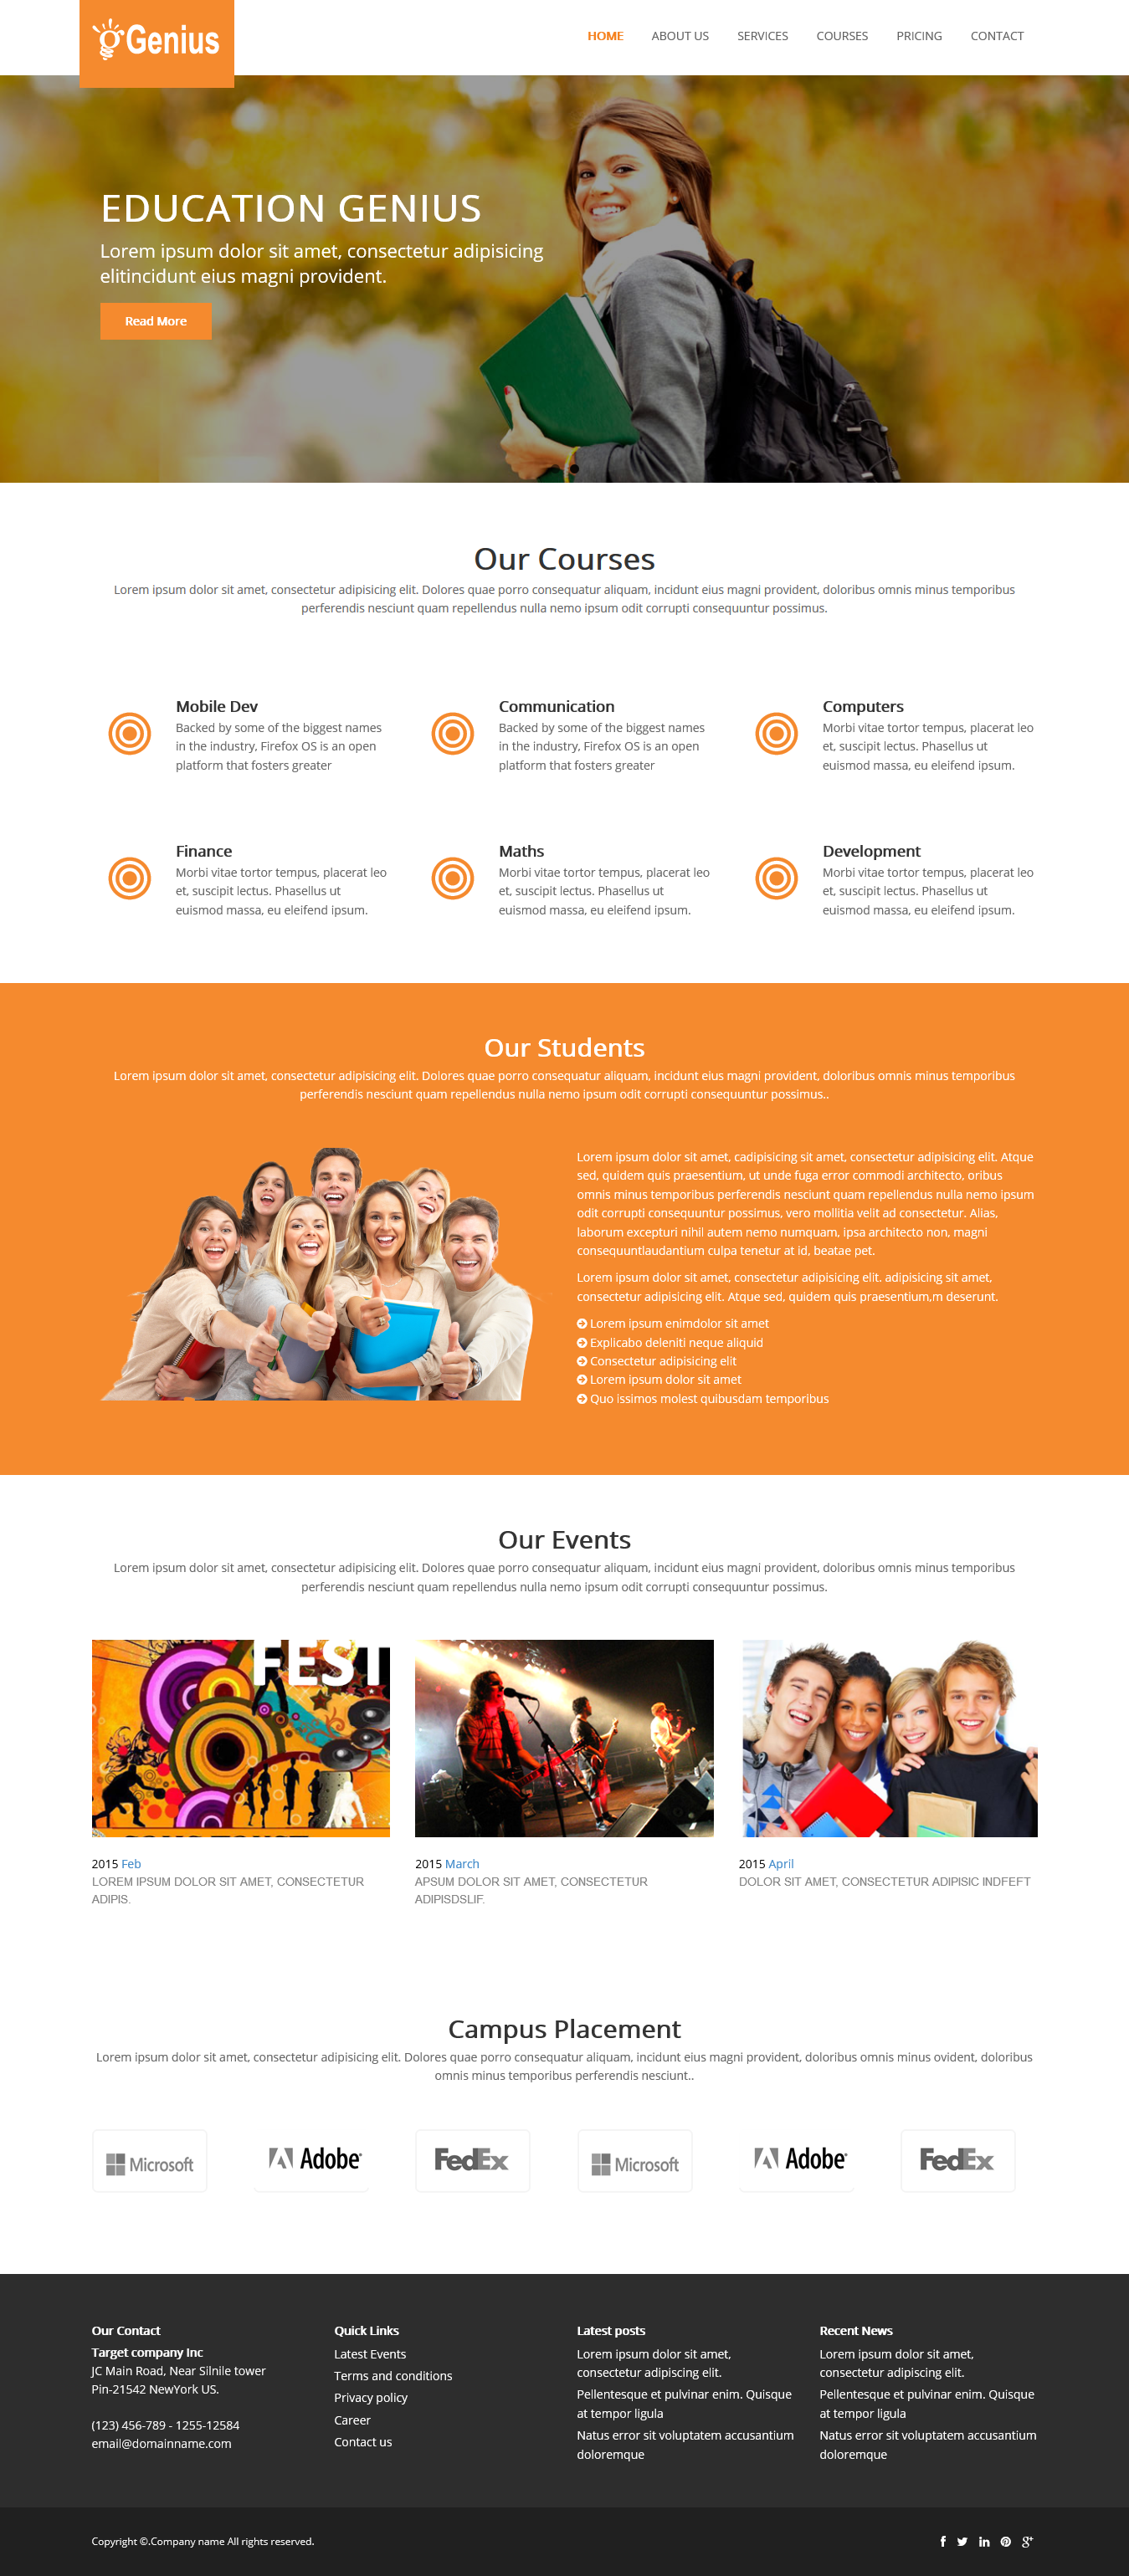 Genius
HOME ABOUT US SERVICES COURSES PRICING CONTACT
EDUCATION GENIUS
Lorem ipsum dolor sit amet, consectetur adipisicing
elitincidunt eius magni provident.
Read More
Our Courses
Lorem ipsum dolor sit amet, consectetur adipisicing elit. Dolores quae porro consequatur aliquam, incidunt eius magni provident, doloribus omnis minus temporibus
perferendis nesciunt quam repellendus nulla nemo ipsum odit corrupti consequuntur possimus.
Mobile Dev
Backed by some of the biggest names
in the industry, Firefox OS is an open
platform that fosters greater
Communication
Backed by some of the biggest names
in the industry, Firefox OS is an open
platform that fosters greater
Computers
Morbi vitae tortor tempus, placerat leo
et, suscipit lectus. Phasellus ut
euismod massa, eu eleifend ipsum.
Finance
Morbi vitae tortor tempus, placerat leo
et, suscipit lectus. Phasellus ut
euismod massa, eu eleifend ipsum.
Maths
Morbi vitae tortor tempus, placerat leo
et, suscipit lectus. Phasellus ut
euismod massa, eu eleifend ipsum.
Development
Morbi vitae tortor tempus, placerat leo
et, suscipit lectus. Phasellus ut
euismod massa, eu eleifend ipsum.
Our Students
Lorem ipsum dolor sit amet, consectetur adipisicing elit. Dolores quae porro consequatur aliquam, incidunt eius magni provident, doloribus omnis minus temporibus
perferendis nesciunt quam repellendus nulla nemo ipsum odit corrupti consequuntur possimus..
Lorem ipsum dolor sit amet, cadipisicing sit amet, consectetur adipisicing elit. Atque
sed, quidem quis praesentium, ut unde fuga error commodi architecto, oribus
omnis minus temporibus perferendis nesciunt quam repellendus nulla nemo ipsum
odit corrupti consequuntur possimus, vero mollitia velit ad consectetur. Alias,
laborum excepturi nihil autem nemo numquam, ipsa architecto non, magni
consequuntlaudantium culpa tenetur at id, beatae pet.
Lorem ipsum dolor sit amet, consectetur adipisicing elit. adipisicing sit amet,
consectetur adipisicing elit. Atque sed, quidem quis praesentium,m deserunt.
Lorem ipsum enimdolor sit amet
Explicabo deleniti neque aliquid
Consectetur adipisicing elit
Lorem ipsum dolor sit amet
Quo issimos molest quibusdam temporibus
Our Events
Lorem ipsum dolor sit amet, consectetur adipisicing elit. Dolores quae porro consequatur aliquam, incidunt eius magni provident, doloribus omnis minus temporibus
perferendis nesciunt quam repellendus nulla nemo ipsum odit corrupti consequuntur possimus.
FEST
2015 Feb
LOREM IPSUM DOLOR SIT AMET, CONSECTETUR
ADIPIS.
2015 March
APSUM DOLOR SIT AMET, CONSECTETUR
ADIPISDSLIF.
2015 April
DOLOR SIT AMET, CONSECTETUR ADIPISIC INDFEFT
Campus Placement
Lorem ipsum dolor sit amet, consectetur adipisicing elit. Dolores quae porro consequatur aliquam, incidunt eius magni provident, doloribus omnis minus ovident, doloribus
omnis minus temporibus perferendis nesciunt..
Microsoft Adobe FedEx Microsoft Adobe FedEx
Our Contact
Target company Inc
JC Main Road, Near Silnile tower
Pin-21542 NewYork US.
(123) 456-789 - 1255-12584
email@domainname.com
Quick Links
Latest Events
Terms and conditions
Privacy policy
Career
Contact us
Latest posts
Lorem ipsum dolor sit amet,
consectetur adipiscing elit.
Pellentesque et pulvinar enim. Quisque
at tempor ligula
Natus error sit voluptatem accusantium
doloremque
Recent News
Lorem ipsum dolor sit amet,
consectetur adipiscing elit.
Pellentesque et pulvinar enim. Quisque
at tempor ligula
Natus error sit voluptatem accusantium
doloremque
Copyright ©.Company name All rights reserved.